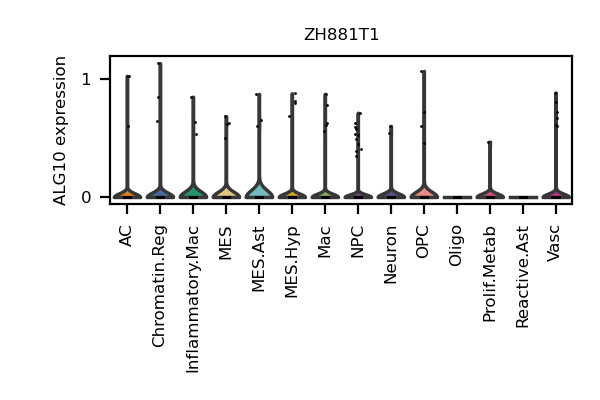 ZH881T1
ALG10 expression
1
0
AC
Chromatin.Reg
Inflammatory.Mac
MES
MES.Ast
MES.Hyp
Mac
NPC
Neuron
OPC
Oligo
Prolif.Metab
Reactive.Ast
Vasc